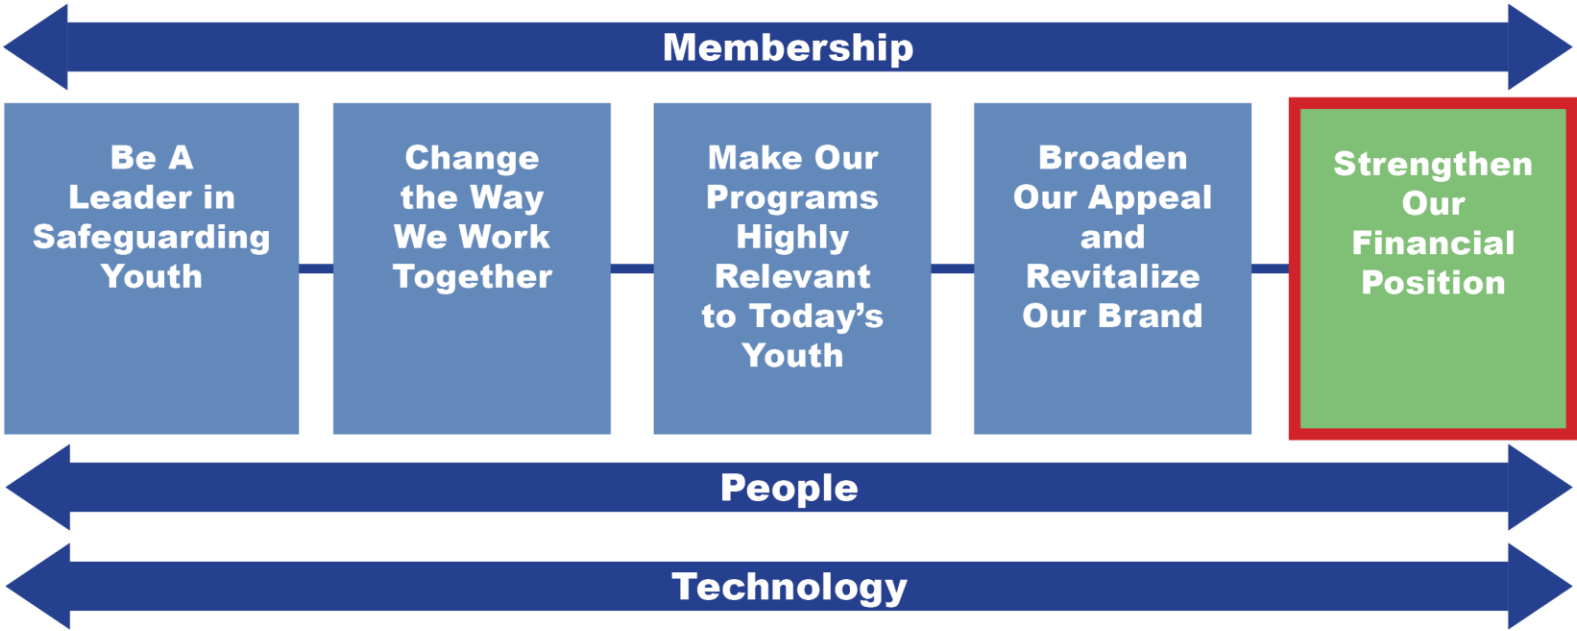 Membership
Be A
Leader in
Safeguarding
Youth
Change
the Way
We Work
Together
Make Our
Programs
Highly
Relevant
to Today’s
Youth
Broaden
Our Appeal
and
Revitalize
Our Brand
Strengthen
Our
Financial
Position
People
Technology